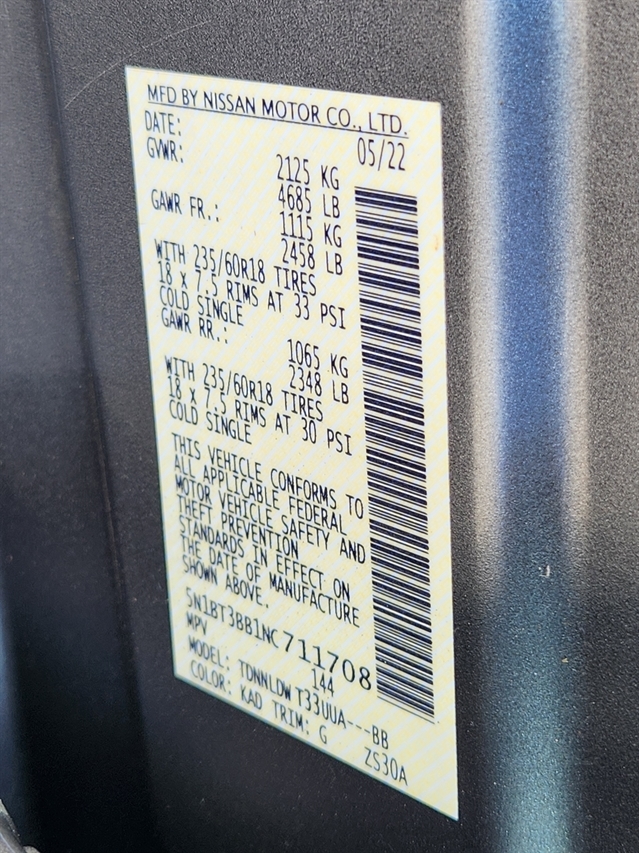 MFD BY NISSAN MOTOR CO., LTD.
DATE: 05/22
GVWR: 2125 KG
4685 LB
GAWR FR.: 1115 KG
2458 LB
WITH 235/60R18 TIRES
18 X 7.5 RIMS AT 33 PSI
COLD SINGLE
GAWR RR.: 1065 KG
2348 LB
WITH 235/60R18 TIRES
18 X 7.5 RIMS AT 30 PSI
COLD SINGLE
THIS VEHICLE CONFORMS TO
ALL APPLICABLE FEDERAL
MOTOR VEHICLE SAFETY AND
THEFT PREVENTION
STANDARDS IN EFFECT ON
THE DATE OF MANUFACTURE
SHOWN ABOVE.
5N1BT3BB1NC711708
MPV 144
MODEL: TDNNLDWT33UUA---BB
COLOR: KAD TRIM: G ZS30A